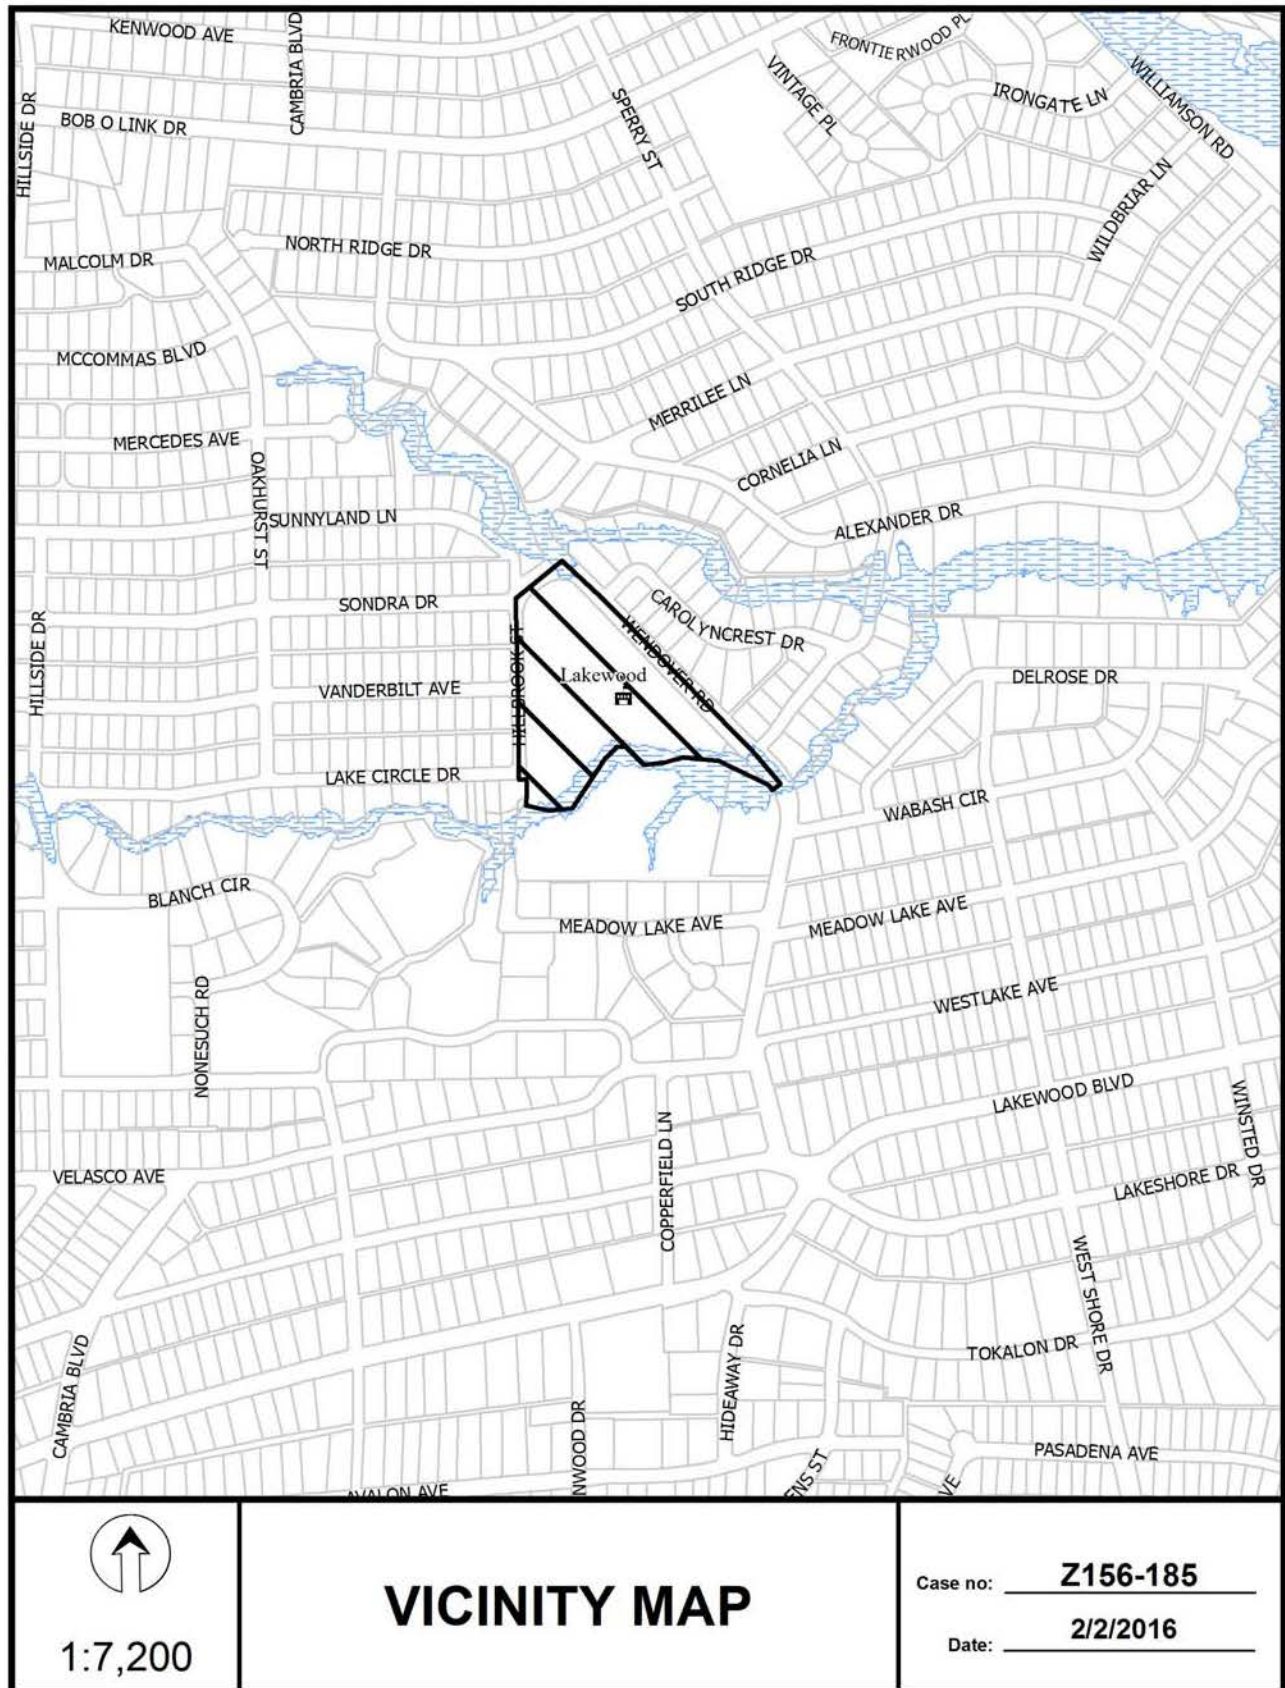 KENWOOD AVE
CAMBRIA BLVD
FRONTIERWOOD PL
VINTAGE PL
WILLIAMSON RD
IRONGATE LN
HILLSIDE DR
BOB O LINK DR
SPERRY ST
WILDBRIAR LN
NORTH RIDGE DR
MALCOLM DR
SOUTH RIDGE DR
MCCOMMAS BLVD
MERRILEE LN
MERCEDES AVE
CORNELIA LN
OAKHURST ST
SUNNYLAND LN
ALEXANDER DR
SONDRA DR
CAROLYNCREST DR
HILLSIDE DR
HILLBROOK ST
WENDOVER RD
Lakewood
VANDERBILT AVE
DELROSE DR
LAKE CIRCLE DR
WABASH CIR
BLANCH CIR
MEADOW LAKE AVE
MEADOW LAKE AVE
NONESUCH RD
WESTLAKE AVE
LAKEWOOD BLVD
WINSTED DR
COPPERFIELD LN
VELASCO AVE
LAKESHORE DR
WEST SHORE DR
CAMBRIA BLVD
HIDEAWAY DR
TOKALON DR
NWOOD DR
PASADENA AVE
AVALON AVE
ENS ST
VE
1:7,200
VICINITY MAP
Case no: Z156-185
Date: 2/2/2016